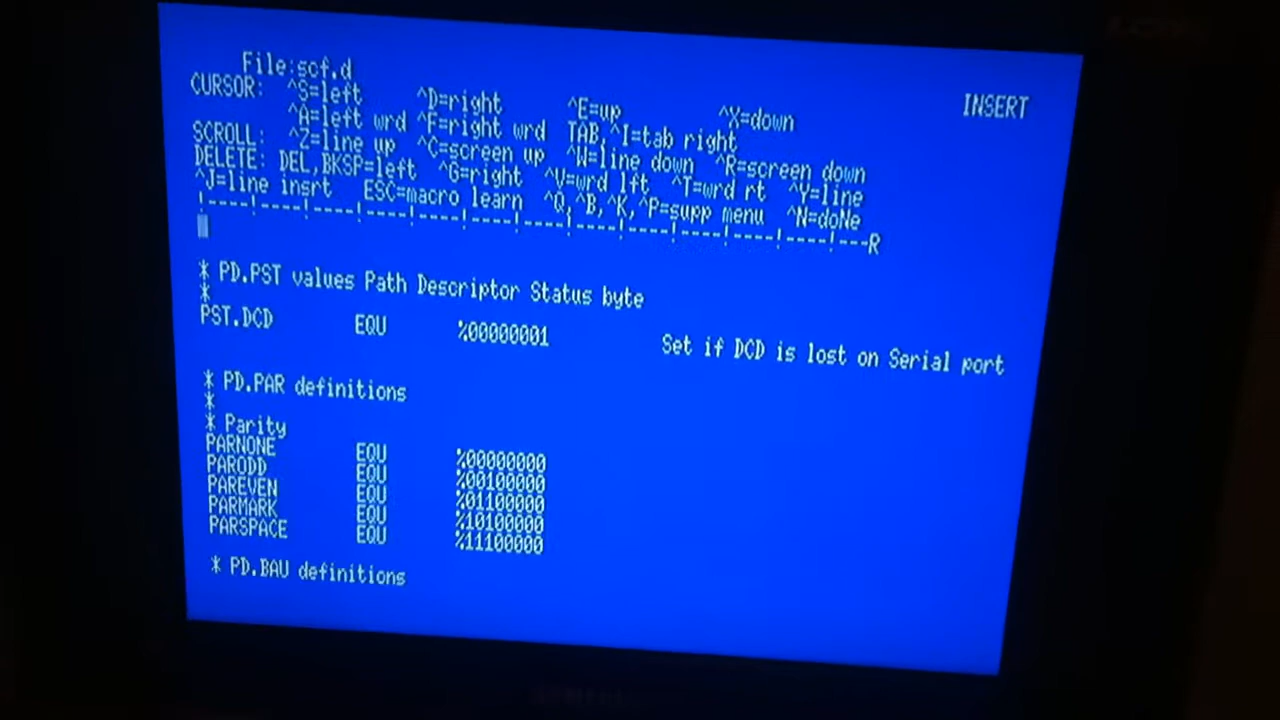 File:scf.d
INSERT
CURSOR: ^S=left ^D=right ^E=up ^X=down
^A=left wrd ^F=right wrd TAB,^I=tab right
SCROLL: ^Z=line up ^C=screen up ^W=line down ^R=screen down
DELETE: DEL,BKSP=left ^G=right ^V=wrd lft ^T=wrd rt ^Y=line
^J=line insrt ESC=macro learn ^Q,^B,^K,^P=supp menu ^N=doNe
!----!----!----!----!----!----!----!----!----!----!----!----!---R
* PD.PST values Path Descriptor Status byte
*
PST.DCD EQU %00000001 Set if DCD is lost on Serial port
* PD.PAR definitions
*
* Parity
PARNONE EQU %00000000
PARODD EQU %00100000
PAREVEN EQU %01100000
PARMARK EQU %10100000
PARSPACE EQU %11100000
* PD.BAU definitions